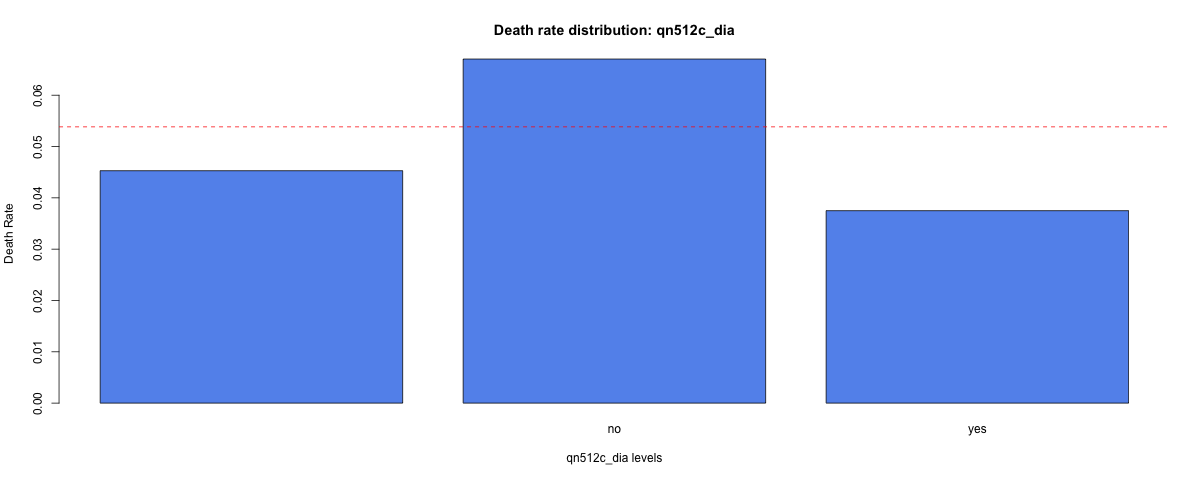 Death rate distribution: qn512c_dia
Death Rate
0.06
0.05
0.04
0.03
0.02
0.01
0.00
no yes
qn512c_dia levels